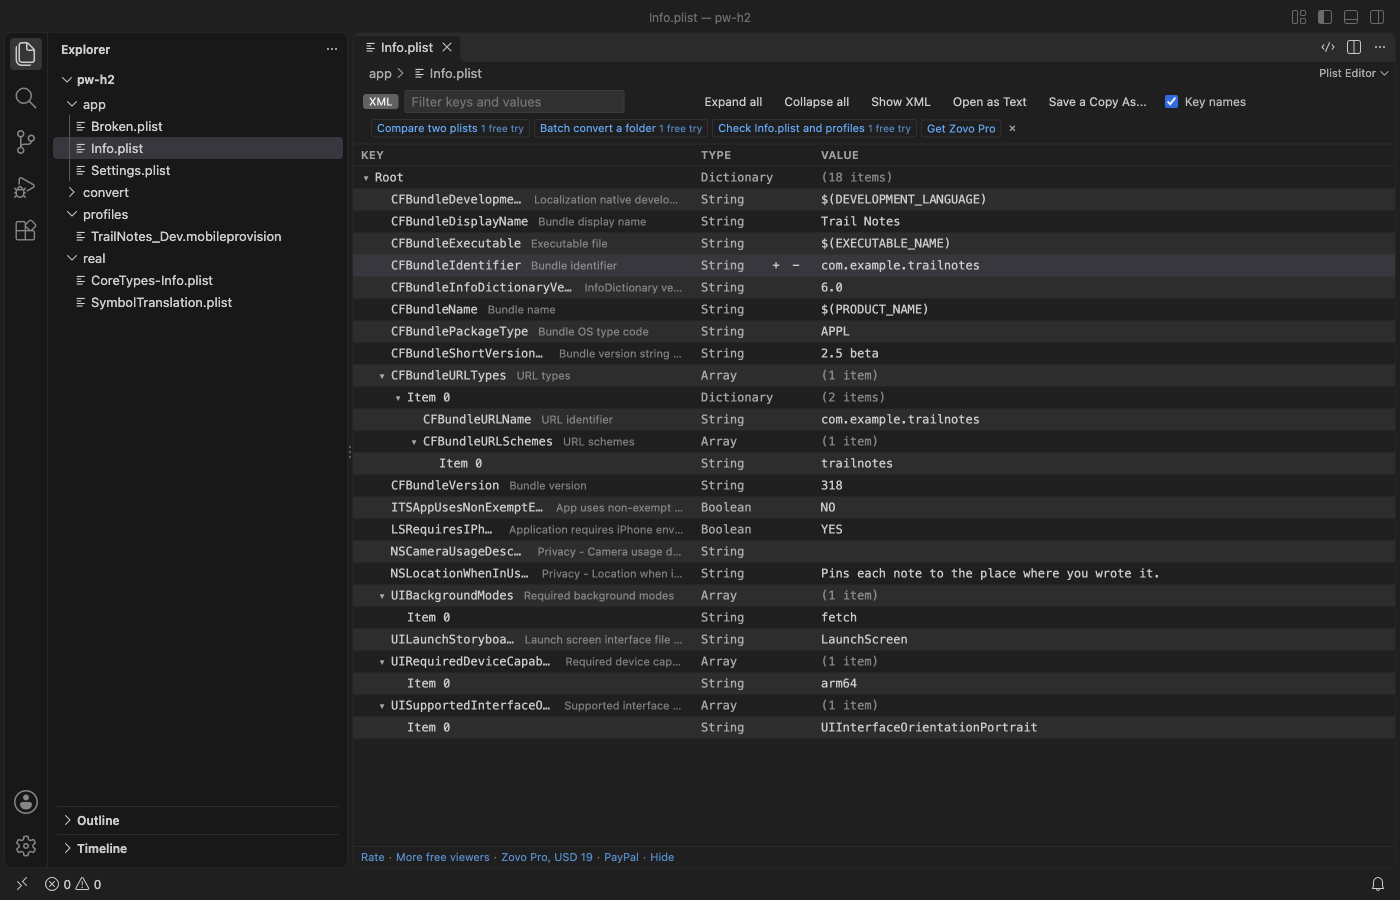 Info.plist — pw-h2
Explorer
pw-h2
app
Broken.plist
Info.plist
Settings.plist
convert
profiles
TrailNotes_Dev.mobileprovision
real
CoreTypes-Info.plist
SymbolTranslation.plist
Outline
Timeline
Info.plist
app > Info.plist
Plist Editor
XML Filter keys and values Expand all Collapse all Show XML Open as Text Save a Copy As... Key names
Compare two plists 1 free try Batch convert a folder 1 free try Check Info.plist and profiles 1 free try Get Zovo Pro ×
KEY TYPE VALUE
Root Dictionary (18 items)
CFBundleDevelopme… Localization native develo… String $(DEVELOPMENT_LANGUAGE)
CFBundleDisplayName Bundle display name String Trail Notes
CFBundleExecutable Executable file String $(EXECUTABLE_NAME)
CFBundleIdentifier Bundle identifier String + − com.example.trailnotes
CFBundleInfoDictionaryVe… InfoDictionary ve… String 6.0
CFBundleName Bundle name String $(PRODUCT_NAME)
CFBundlePackageType Bundle OS type code String APPL
CFBundleShortVersion… Bundle version string … String 2.5 beta
CFBundleURLTypes URL types Array (1 item)
Item 0 Dictionary (2 items)
CFBundleURLName URL identifier String com.example.trailnotes
CFBundleURLSchemes URL schemes Array (1 item)
Item 0 String trailnotes
CFBundleVersion Bundle version String 318
ITSAppUsesNonExemptE… App uses non-exempt … Boolean NO
LSRequiresIPh… Application requires iPhone env… Boolean YES
NSCameraUsageDesc… Privacy - Camera usage d… String
NSLocationWhenInUs… Privacy - Location when i… String Pins each note to the place where you wrote it.
UIBackgroundModes Required background modes Array (1 item)
Item 0 String fetch
UILaunchStoryboa… Launch screen interface file … String LaunchScreen
UIRequiredDeviceCapab… Required device cap… Array (1 item)
Item 0 String arm64
UISupportedInterfaceO… Supported interface … Array (1 item)
Item 0 String UIInterfaceOrientationPortrait
Rate · More free viewers · Zovo Pro, USD 19 · PayPal · Hide
0 0